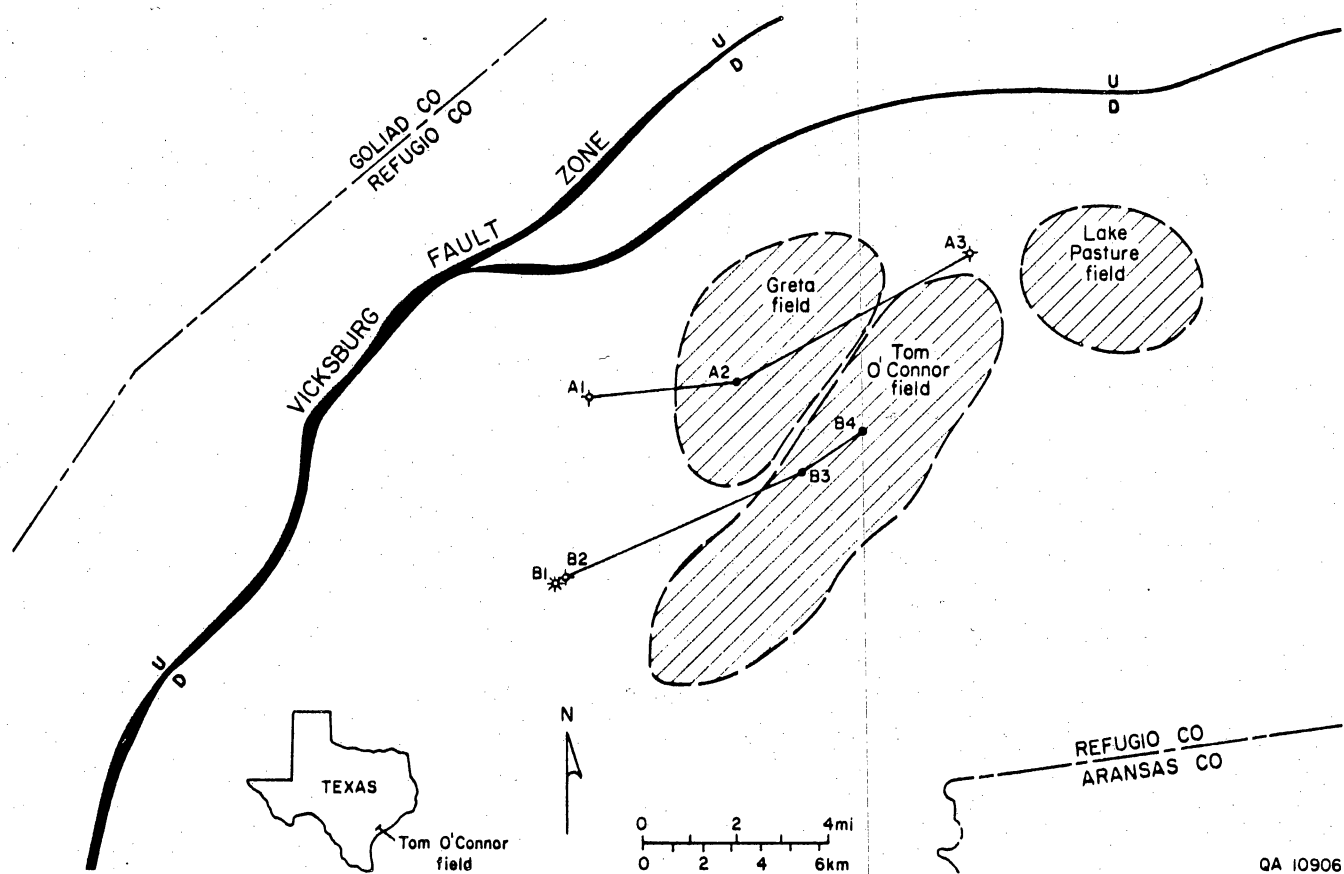 GOLIAD CO
REFUGIO CO
VICKSBURG
FAULT
ZONE
U
D
U
D
U
D
A1
A2
A3
Greta
field
Lake
Pasture
field
Tom
O'Connor
field
B1
B2
B3
B4
TEXAS
Tom O'Connor
field
N
0 2 4mi
0 2 4 6km
REFUGIO CO
ARANSAS CO
QA 10906